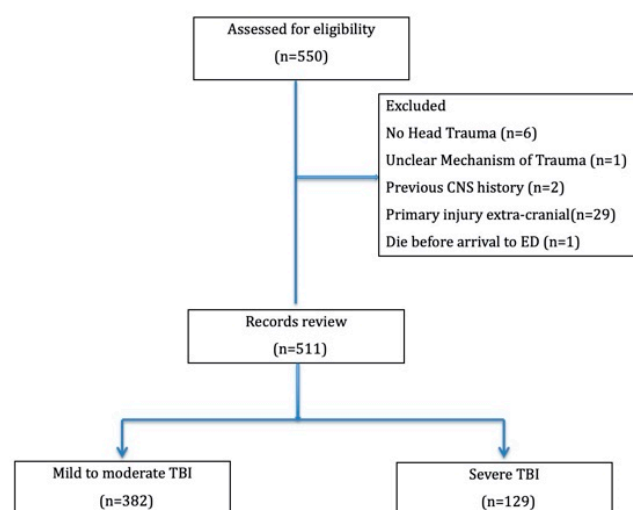 Assessed for eligibility
(n=550)
Excluded
No Head Trauma (n=6)
Unclear Mechanism of Trauma (n=1)
Previous CNS history (n=2)
Primary injury extra-cranial(n=29)
Die before arrival to ED (n=1)
Records review
(n=511)
Mild to moderate TBI
(n=382)
Severe TBI
(n=129)